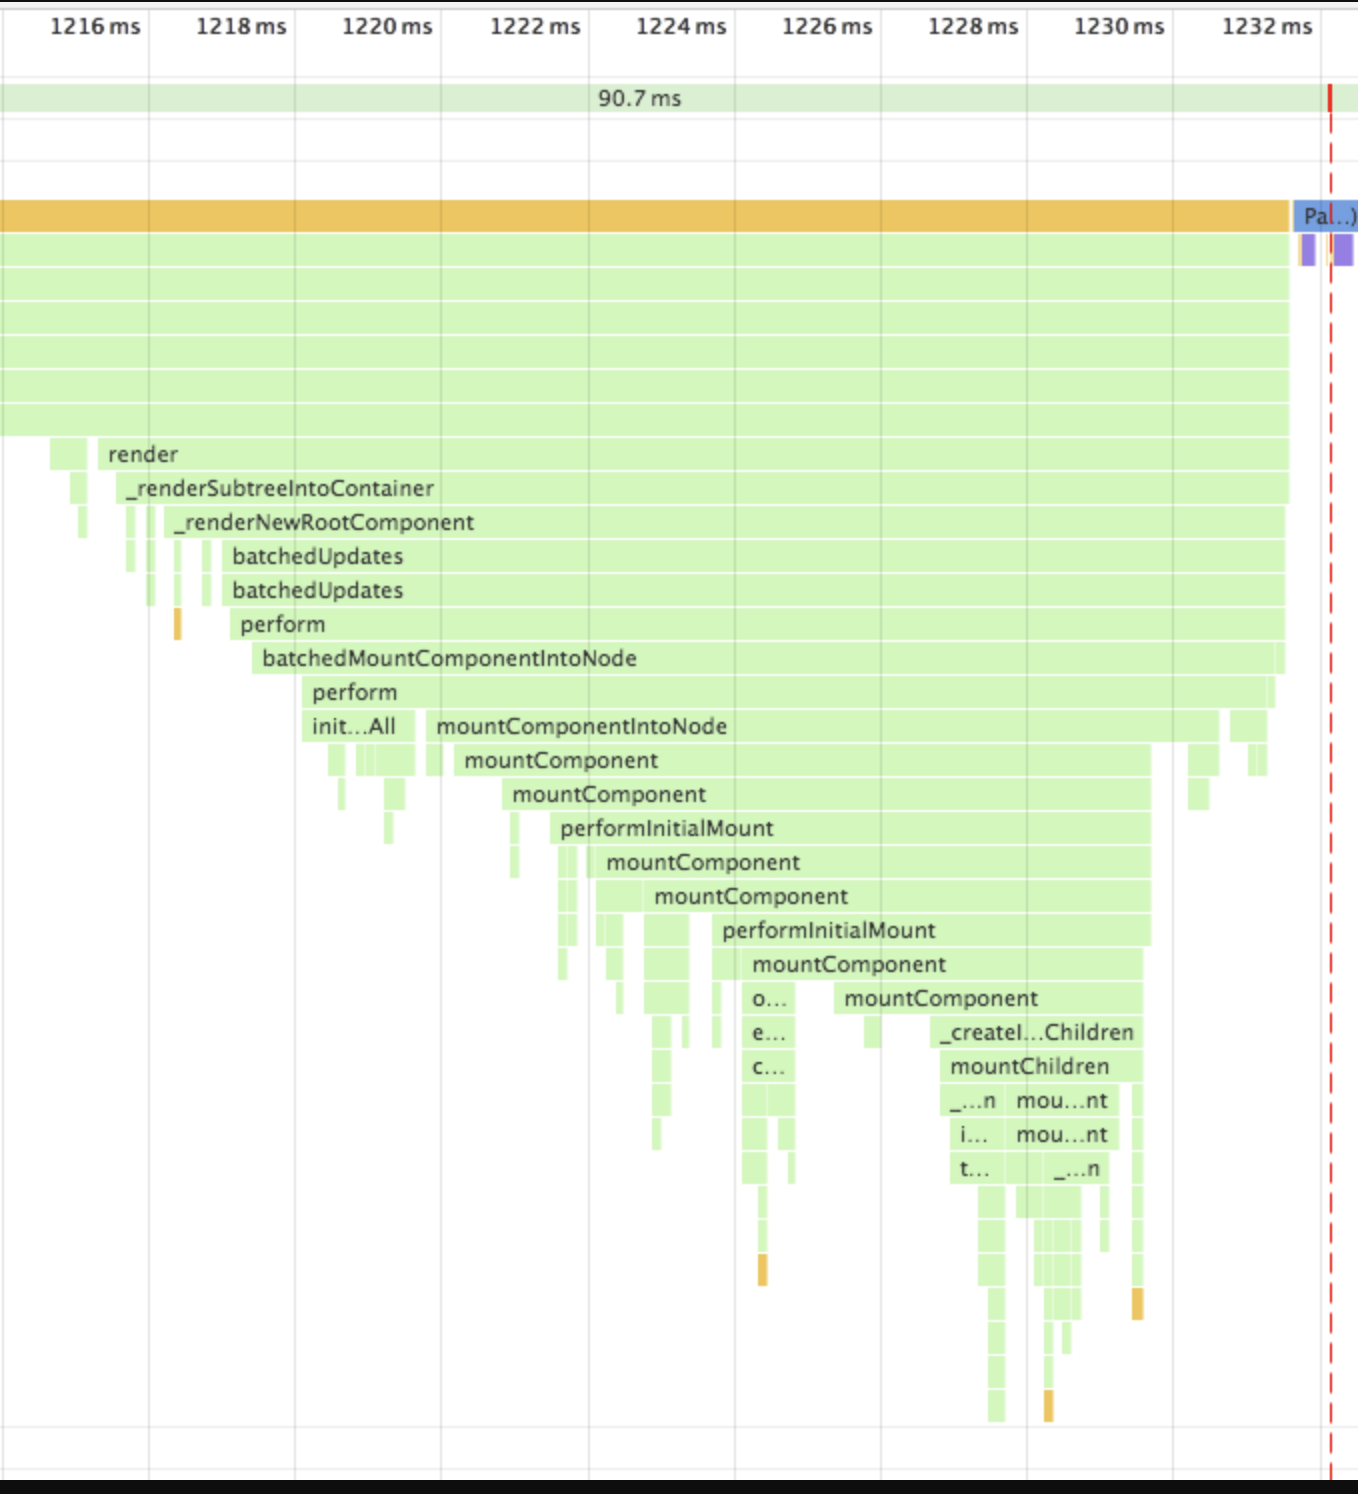 1216 ms 1218 ms 1220 ms 1222 ms 1224 ms 1226 ms 1228 ms 1230 ms 1232 ms
90.7 ms
Pa...)
render
_renderSubtreeIntoContainer
_renderNewRootComponent
batchedUpdates
batchedUpdates
perform
batchedMountComponentIntoNode
perform
init...All mountComponentIntoNode
mountComponent
mountComponent
performInitialMount
mountComponent
mountComponent
performInitialMount
mountComponent
o... mountComponent
e... _createI...Children
c... mountChildren
_...n mou...nt
i... mou...nt
t... _...n